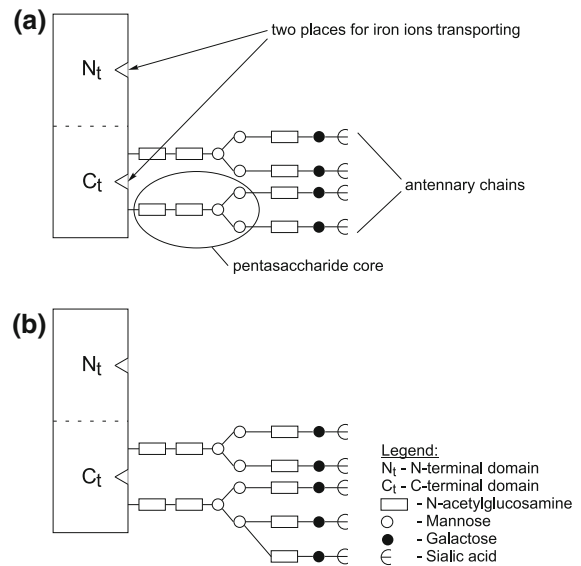 (a)
two places for iron ions transporting
Nt
Ct
antennary chains
pentasaccharide core
(b)
Nt
Ct
Legend:
Nt - N-terminal domain
Ct - C-terminal domain
- N-acetylglucosamine
- Mannose
- Galactose
- Sialic acid